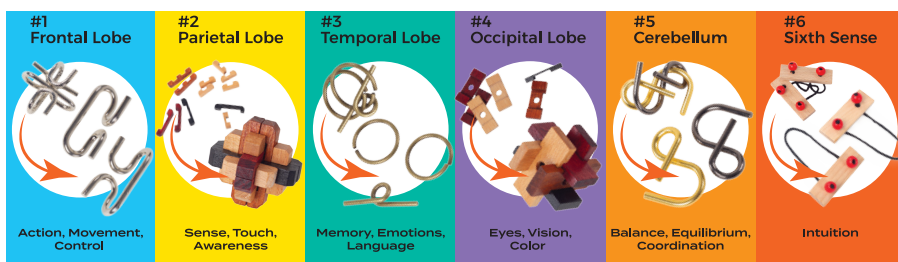 #1
Frontal Lobe
Action, Movement,
Control
#2
Parietal Lobe
Sense, Touch,
Awareness
#3
Temporal Lobe
Memory, Emotions,
Language
#4
Occipital Lobe
Eyes, Vision,
Color
#5
Cerebellum
Balance, Equilibrium,
Coordination
#6
Sixth Sense
Intuition